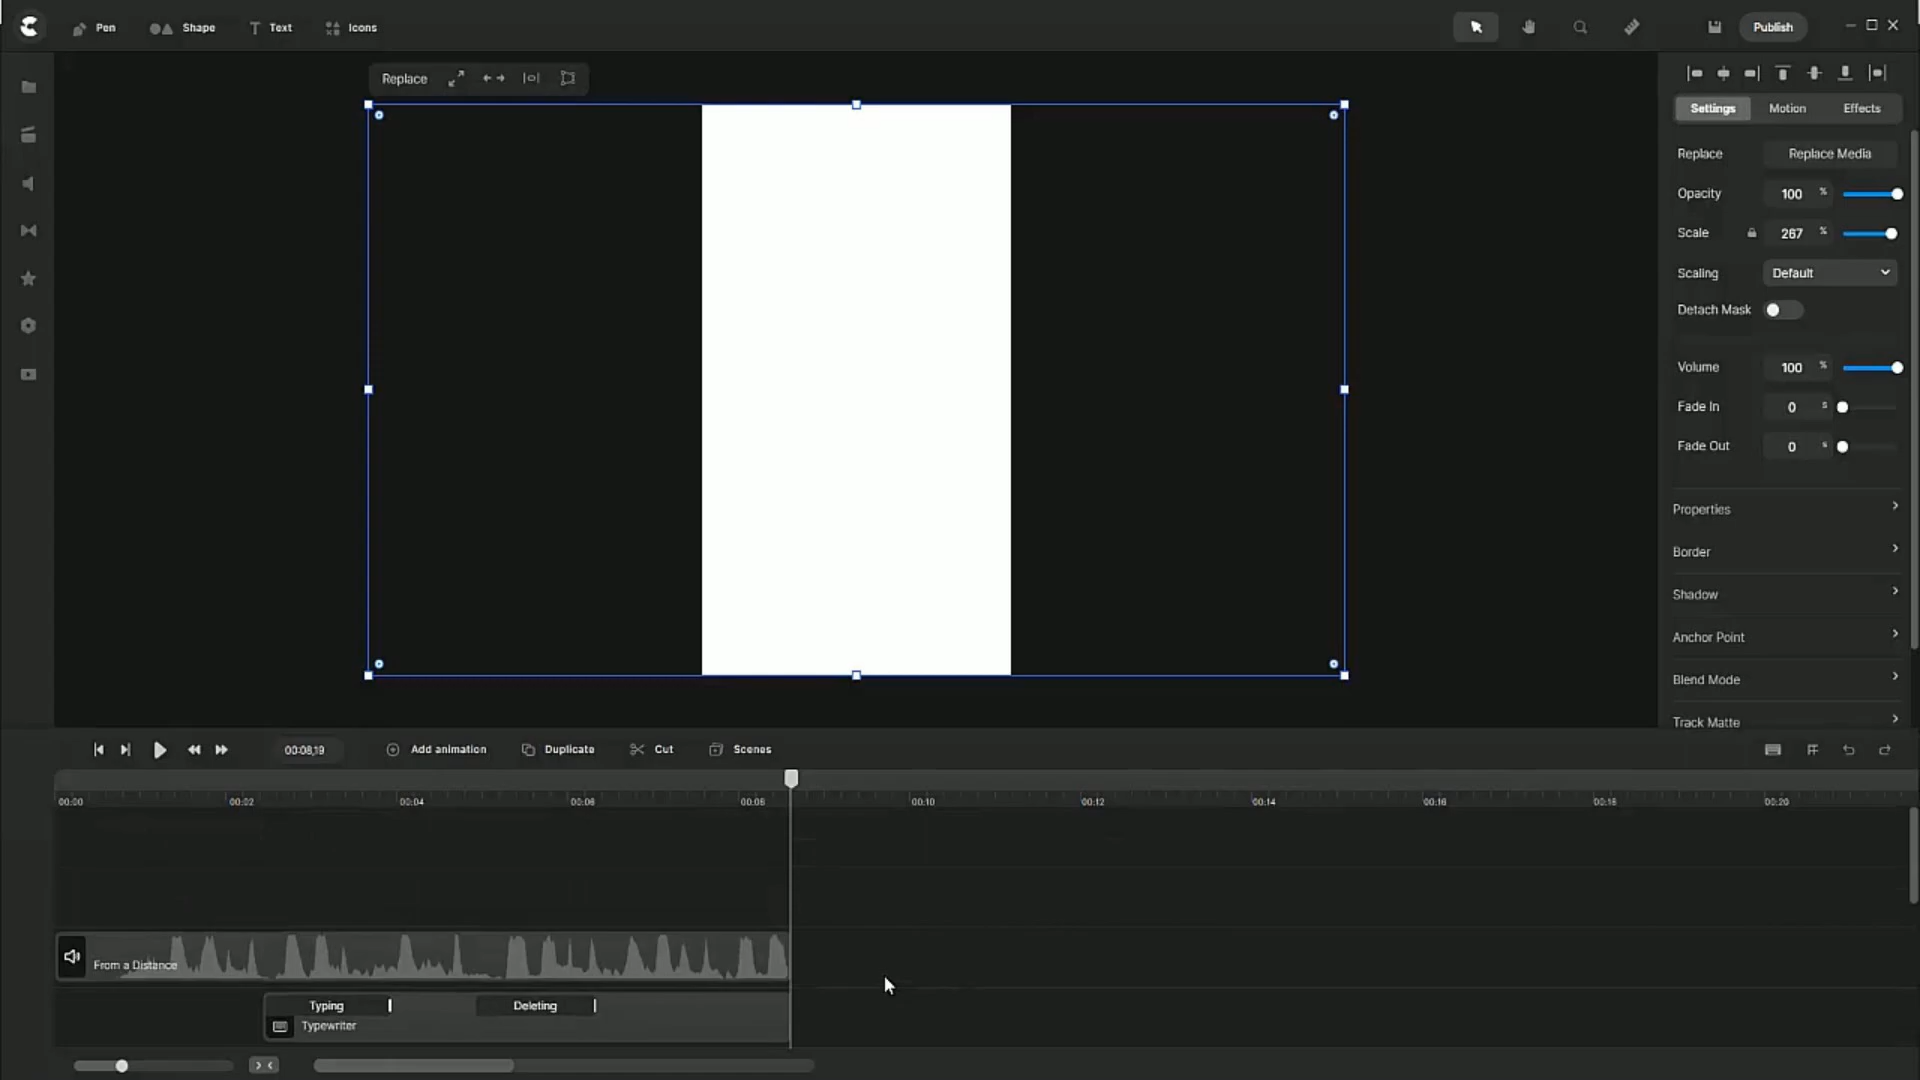 Pen Shape Text Icons Publish
Replace
Settings Motion Effects
Replace Replace Media
Opacity 100 %
Scale 267 %
Scaling Default
Detach Mask
Volume 100 %
Fade In 0 s
Fade Out 0 s
Properties
Border
Shadow
Anchor Point
Blend Mode
Track Matte
00:08,19 Add animation Duplicate Cut Scenes
00:00 00:02 00:04 00:06 00:08 00:10 00:12 00:14 00:16 00:18 00:20
From a Distance
Typing Deleting
Typewriter